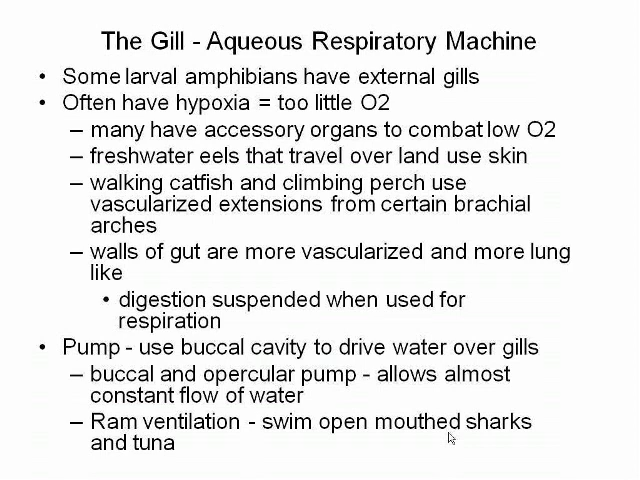 The Gill - Aqueous Respiratory Machine
• Some larval amphibians have external gills
• Often have hypoxia = too little O2
– many have accessory organs to combat low O2
– freshwater eels that travel over land use skin
– walking catfish and climbing perch use
vascularized extensions from certain brachial
arches
– walls of gut are more vascularized and more lung
like
• digestion suspended when used for
respiration
• Pump - use buccal cavity to drive water over gills
– buccal and opercular pump - allows almost
constant flow of water
– Ram ventilation - swim open mouthed sharks
and tuna